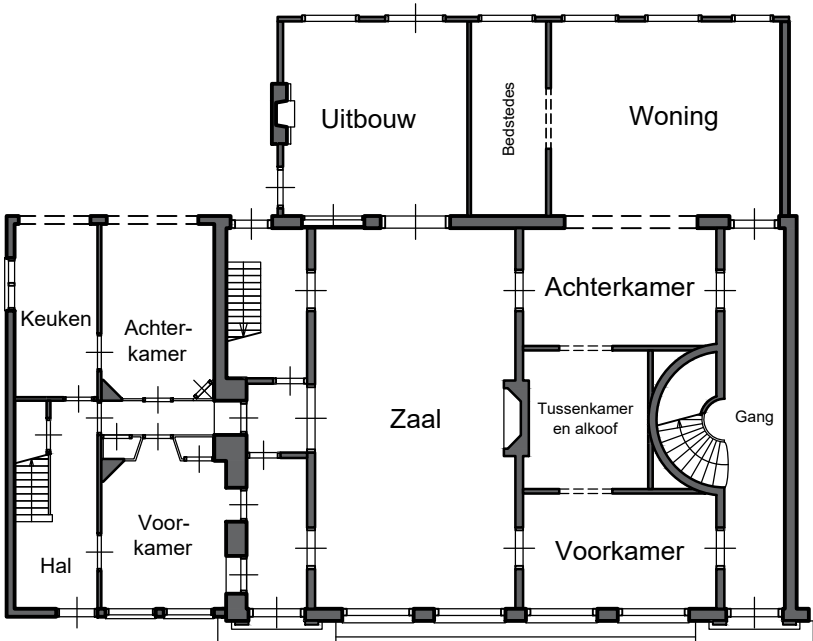 Uitbouw
Bedstedes
Woning
Keuken
Achter-
kamer
Achterkamer
Zaal
Tussenkamer
en alkoof
Gang
Voor-
kamer
Hal
Voorkamer